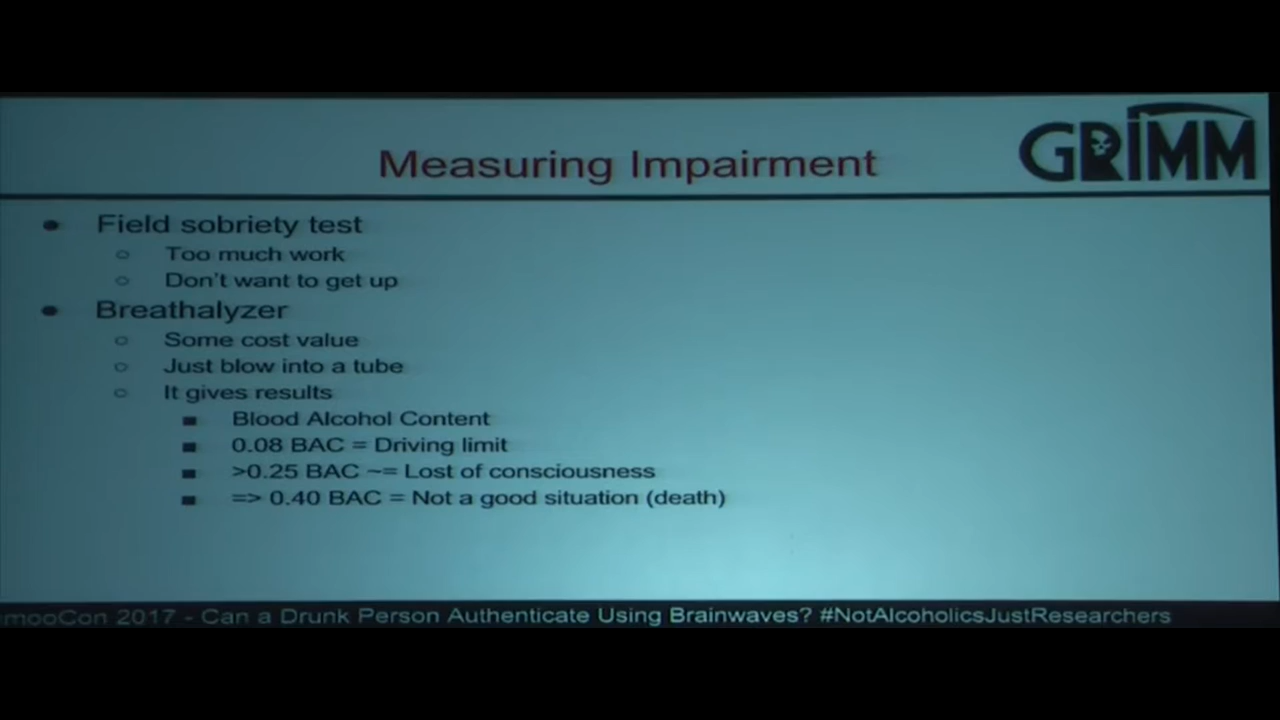 GRIMM
Measuring Impairment
● Field sobriety test
○ Too much work
○ Don't want to get up
● Breathalyzer
○ Some cost value
○ Just blow into a tube
○ It gives results
■ Blood Alcohol Content
■ 0.08 BAC = Driving limit
■ >0.25 BAC ~= Lost of consciousness
■ => 0.40 BAC = Not a good situation (death)
mooCon 2017 - Can a Drunk Person Authenticate Using Brainwaves? #NotAlcoholicsJustResearchers